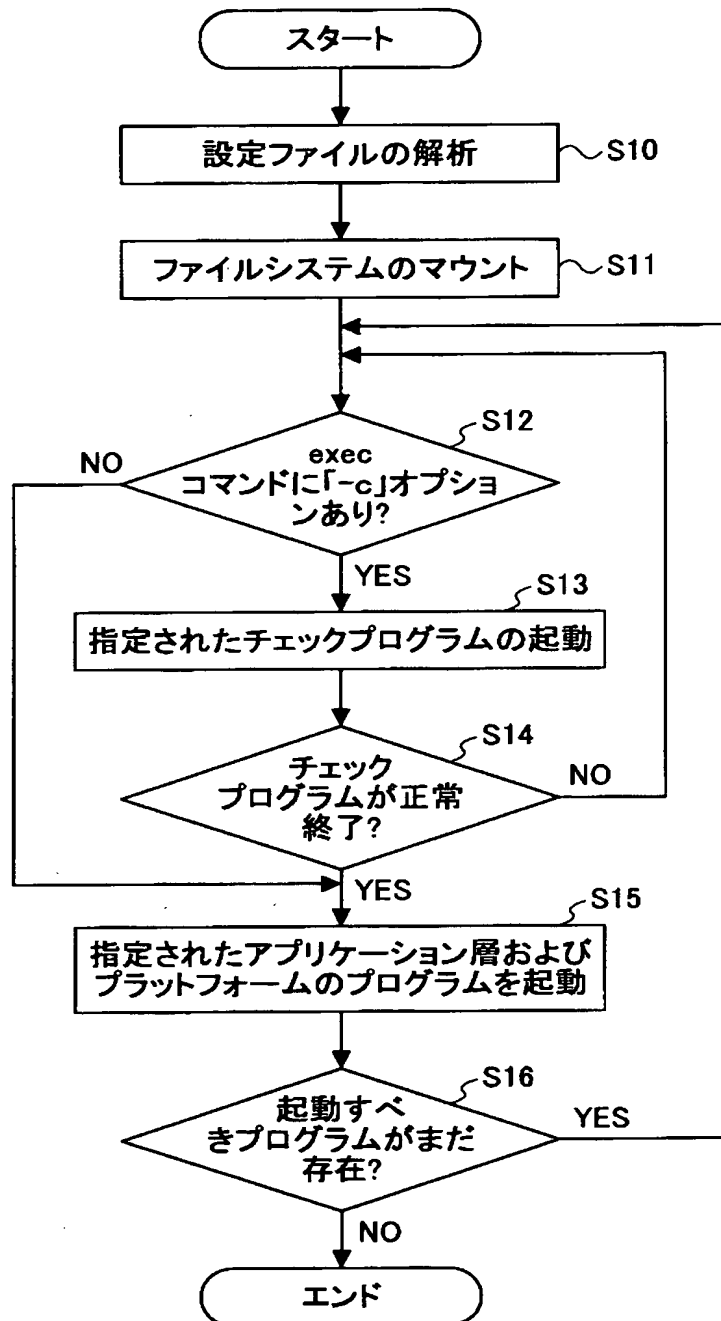 スタート
設定ファイルの解析
S10
ファイルシステムのマウント
S11
S12
NO
exec
コマンドに「-c」オプショ
ンあり?
YES
S13
指定されたチェックプログラムの起動
S14
チェック
プログラムが正常
終了?
NO
YES
S15
指定されたアプリケーション層および
プラットフォームのプログラムを起動
S16
起動すべ
きプログラムがまだ
存在?
YES
NO
エンド